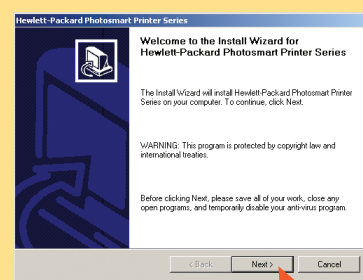 Hewlett-Packard Photosmart Printer Series
Welcome to the Install Wizard for
Hewlett-Packard Photosmart Printer Series
The Install Wizard will install Hewlett-Packard Photosmart Printer
Series on your computer. To continue, click Next.
WARNING: This program is protected by copyright law and
international treaties.
Before clicking Next, please save all of your work, close any
open programs, and temporarily disable your anti-virus program.
< Back
Next >
Cancel